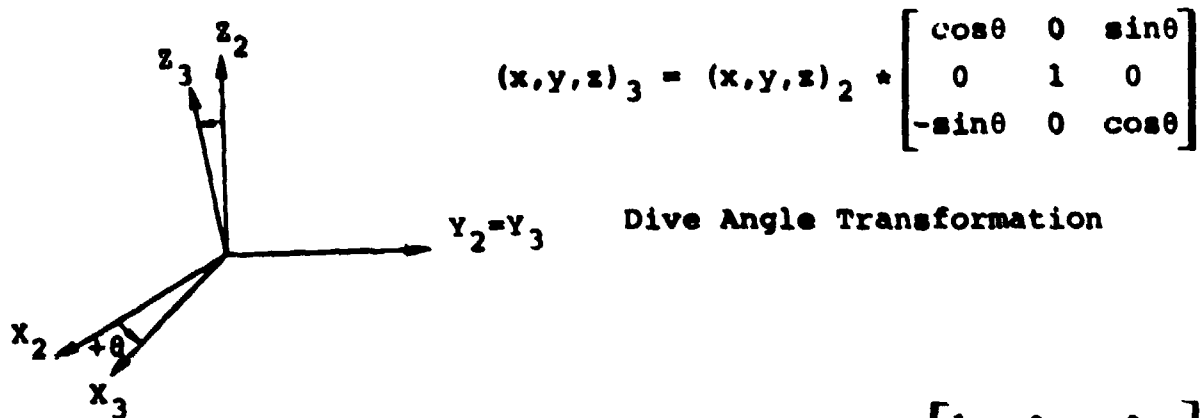 Z₂
Z₃
(x,y,z)₃ = (x,y,z)₂ * [cosθ 0 sinθ
0 1 0
-sinθ 0 cosθ]
Y₂=Y₃ Dive Angle Transformation
X₂
+θ
X₃